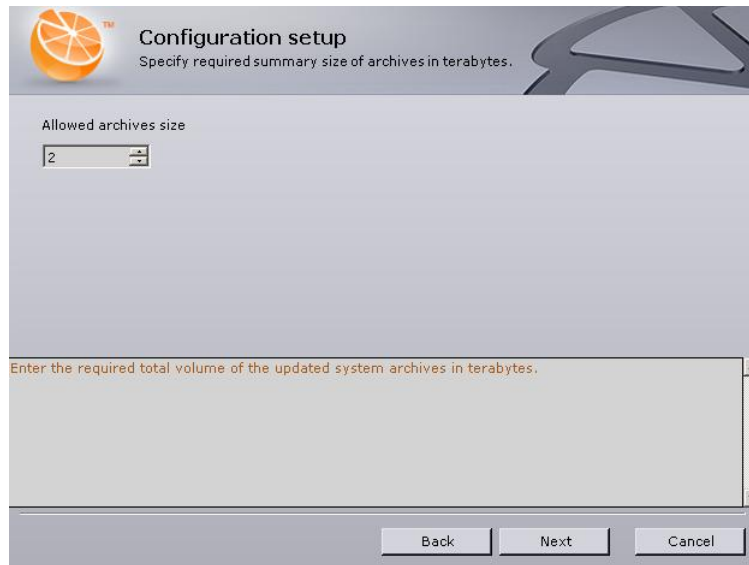 TM
Configuration setup
Specify required summary size of archives in terabytes.
Allowed archives size
2
Enter the required total volume of the updated system archives in terabytes.
Back Next Cancel